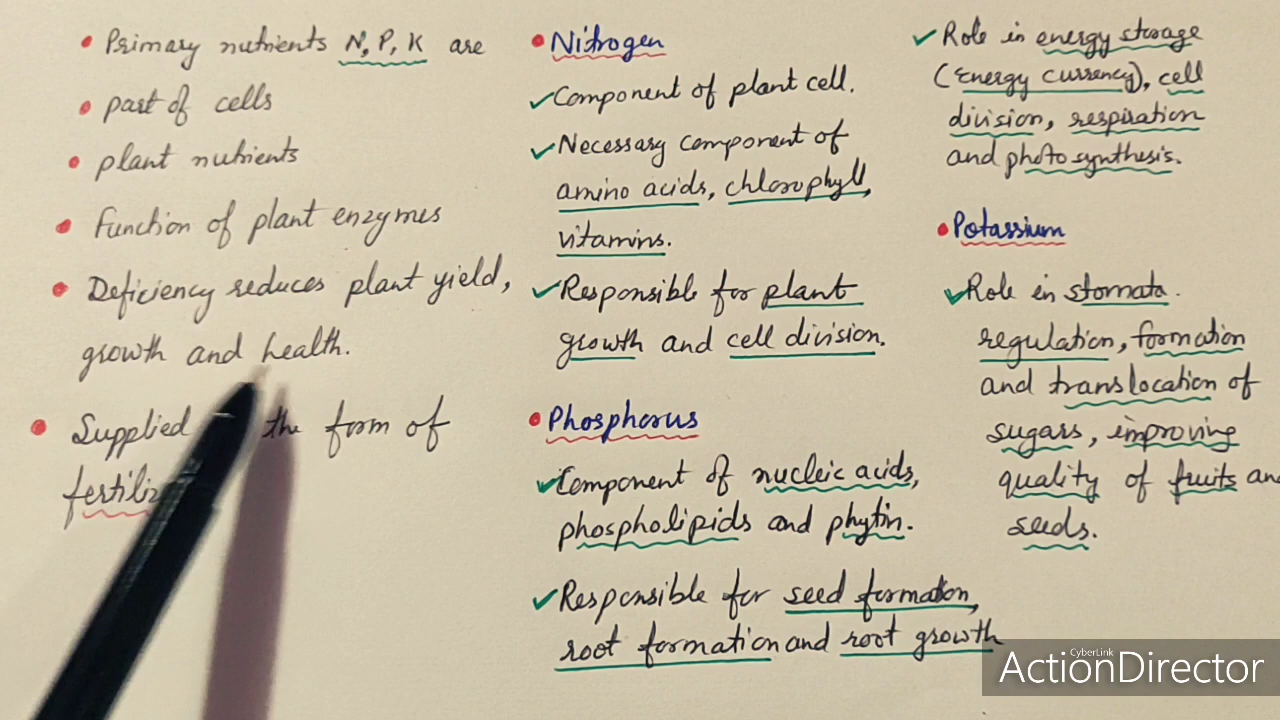 Primary nutrients N, P, K are
part of cells
plant nutrients
Function of plant enzymes
Deficiency reduces plant yield,
growth and health.
Supplied the form of
Nitrogen
Component of plant cell.
Necessary component of
amino acids, chlorophyll,
vitamins.
Responsible for plant
growth and cell division.
Phosphorus
Component of nucleic acids,
phospholipids and phytin.
Responsible for seed formation,
root formation and root growth
Role in energy storage
(Energy currency), cell
division, respiration
and photosynthesis.
Potassium
Role in stomata
regulation, formation
and translocation of
sugars, improving
quality of fruits an
seeds.
CyberLink
ActionDirector